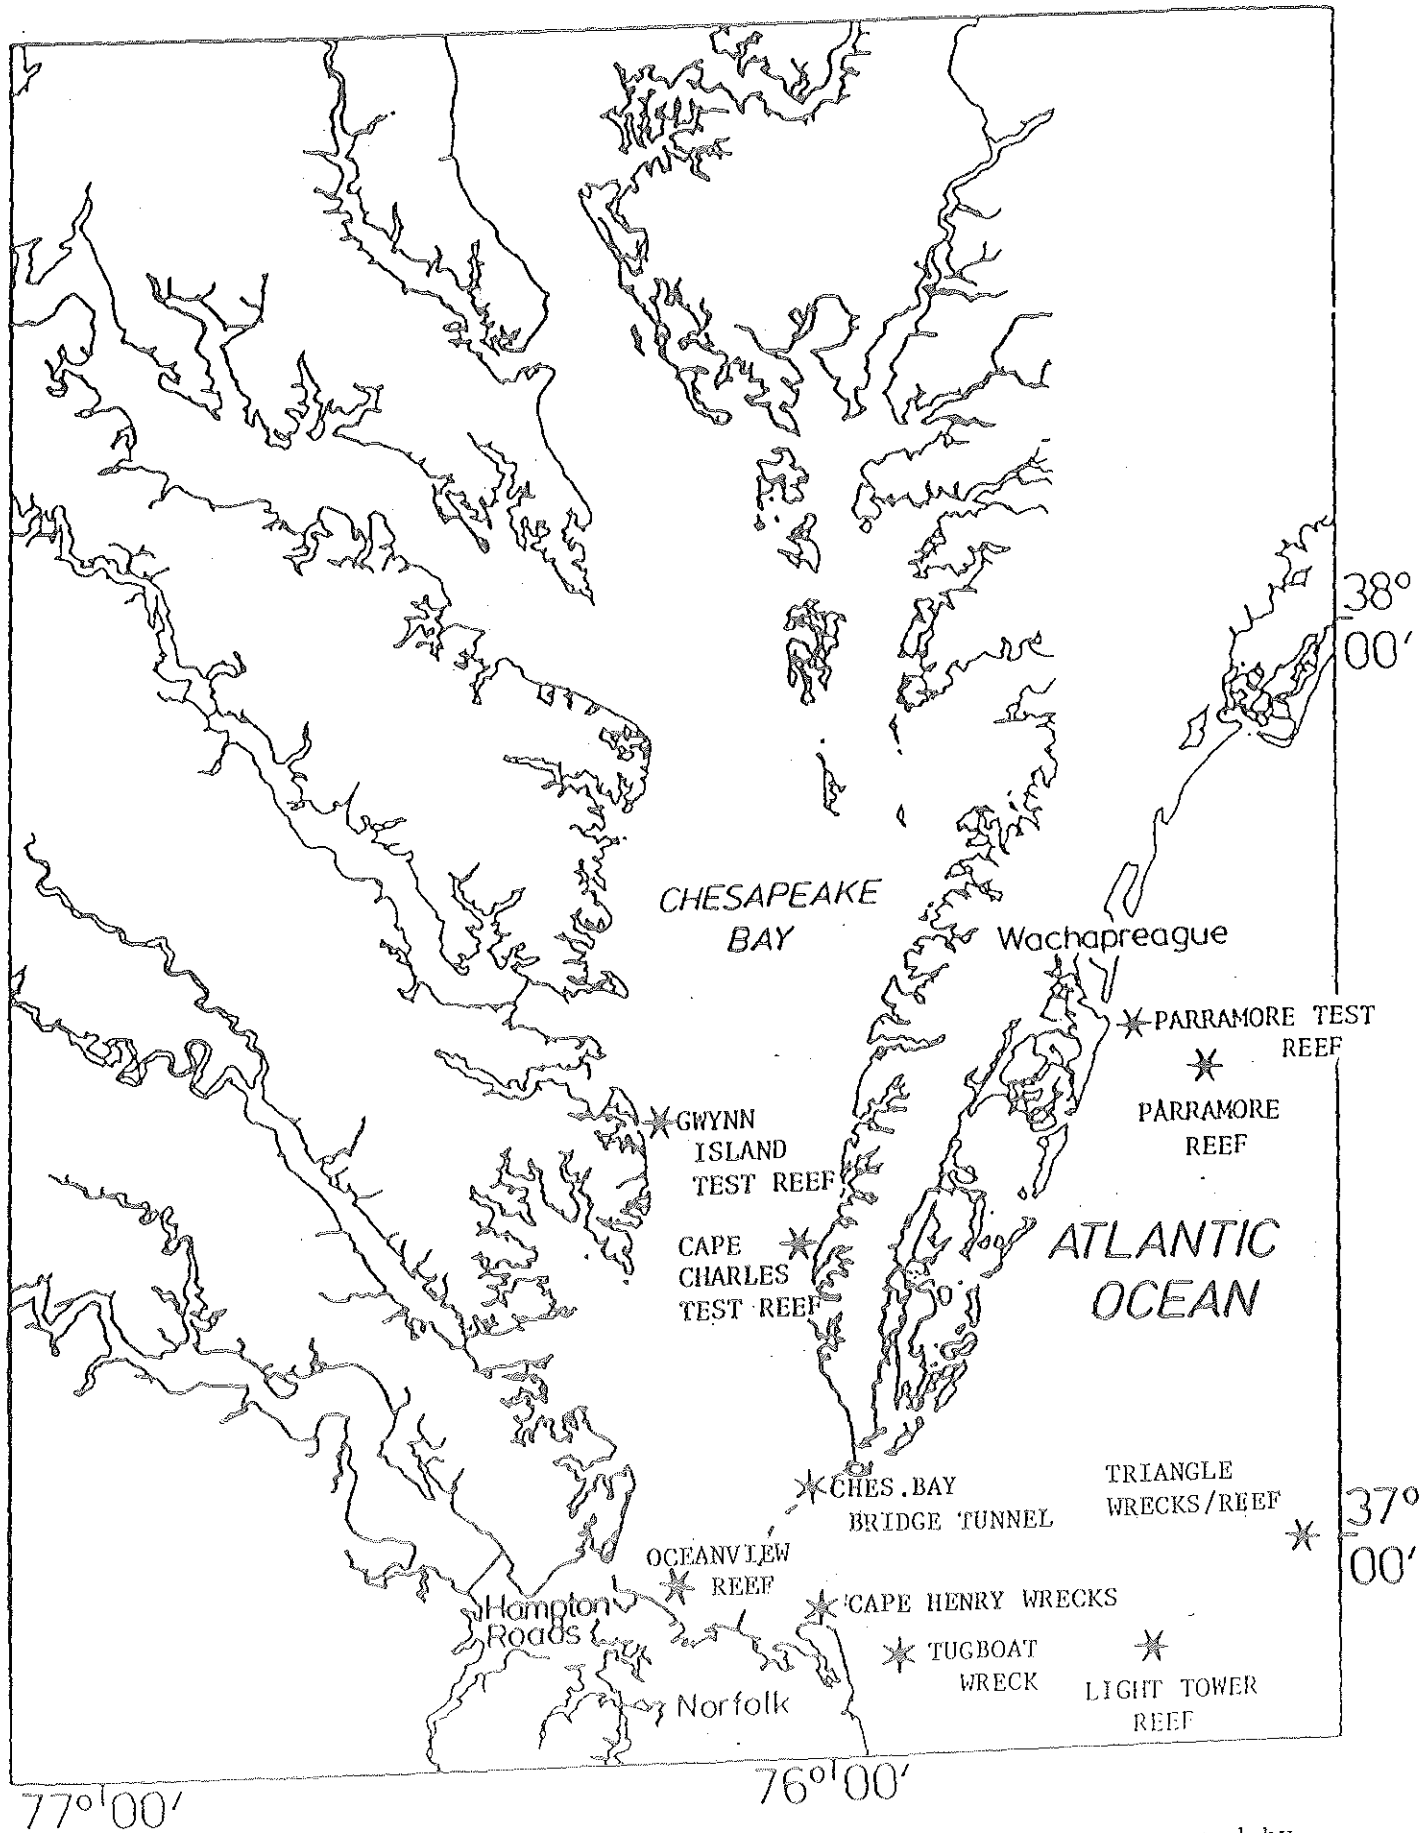 38°
00′
CHESAPEAKE
BAY
Wachapreague
PARRAMORE TEST
REEF
PARRAMORE
REEF
GWYNN
ISLAND
TEST REEF
CAPE
CHARLES
TEST REEF
ATLANTIC
OCEAN
CHES.BAY
BRIDGE TUNNEL
TRIANGLE
WRECKS/REEF
37°
00′
OCEANVIEW
REEF
Hampton
Roads
CAPE HENRY WRECKS
TUGBOAT
WRECK
LIGHT TOWER
REEF
Norfolk
77°00′
76°00′